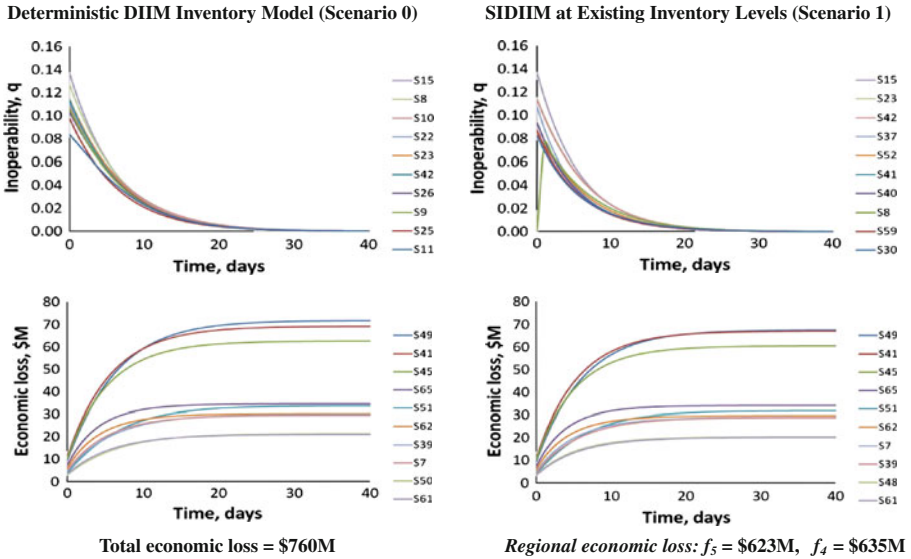 Deterministic DIIM Inventory Model (Scenario 0)
SIDIIM at Existing Inventory Levels (Scenario 1)
Inoperability, q
0.16
0.14
0.12
0.10
0.08
0.06
0.04
0.02
0.00
0
10
20
30
40
Time, days
S15
S8
S10
S22
S23
S42
S26
S9
S25
S11
Inoperability, q
0.16
0.14
0.12
0.10
0.08
0.06
0.04
0.02
0.00
0
10
20
30
40
Time, days
S15
S23
S42
S37
S52
S41
S40
S8
S59
S30
Economic loss, $M
80
70
60
50
40
30
20
10
0
0
10
20
30
40
Time, days
S49
S41
S45
S65
S51
S62
S39
S7
S50
S61
Economic loss, $M
80
70
60
50
40
30
20
10
0
0
10
20
30
40
Time, days
S49
S41
S45
S65
S51
S62
S7
S39
S48
S61
Total economic loss = $760M
Regional economic loss: f5 = $623M, f4 = $635M